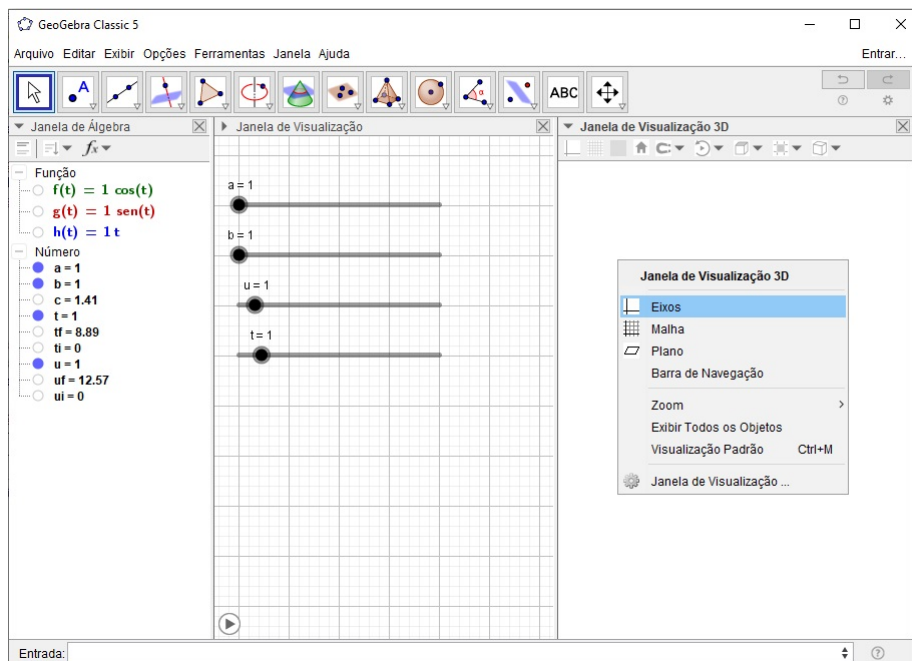 GeoGebra Classic 5
Arquivo Editar Exibir Opções Ferramentas Janela Ajuda Entrar...
A α ABC
Janela de Álgebra
fx
Função
f(t) = 1 cos(t)
g(t) = 1 sen(t)
h(t) = 1 t
Número
a = 1
b = 1
c = 1.41
t = 1
tf = 8.89
ti = 0
u = 1
uf = 12.57
ui = 0
Janela de Visualização
a = 1
b = 1
u = 1
t = 1
Janela de Visualização 3D
Janela de Visualização 3D
Eixos
Malha
Plano
Barra de Navegação
Zoom
Exibir Todos os Objetos
Visualização Padrão Ctrl+M
Janela de Visualização ...
Entrada: